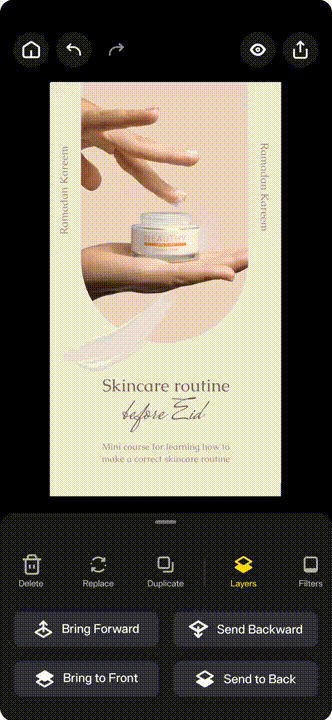 Ramadan Kareem
Ramadan Kareem
HEALTHY
Skincare routine
before Eid
Mini course for learning how to
make a correct skincare routine
Delete
Replace
Duplicate
Layers
Filters
Bring Forward
Send Backward
Bring to Front
Send to Back